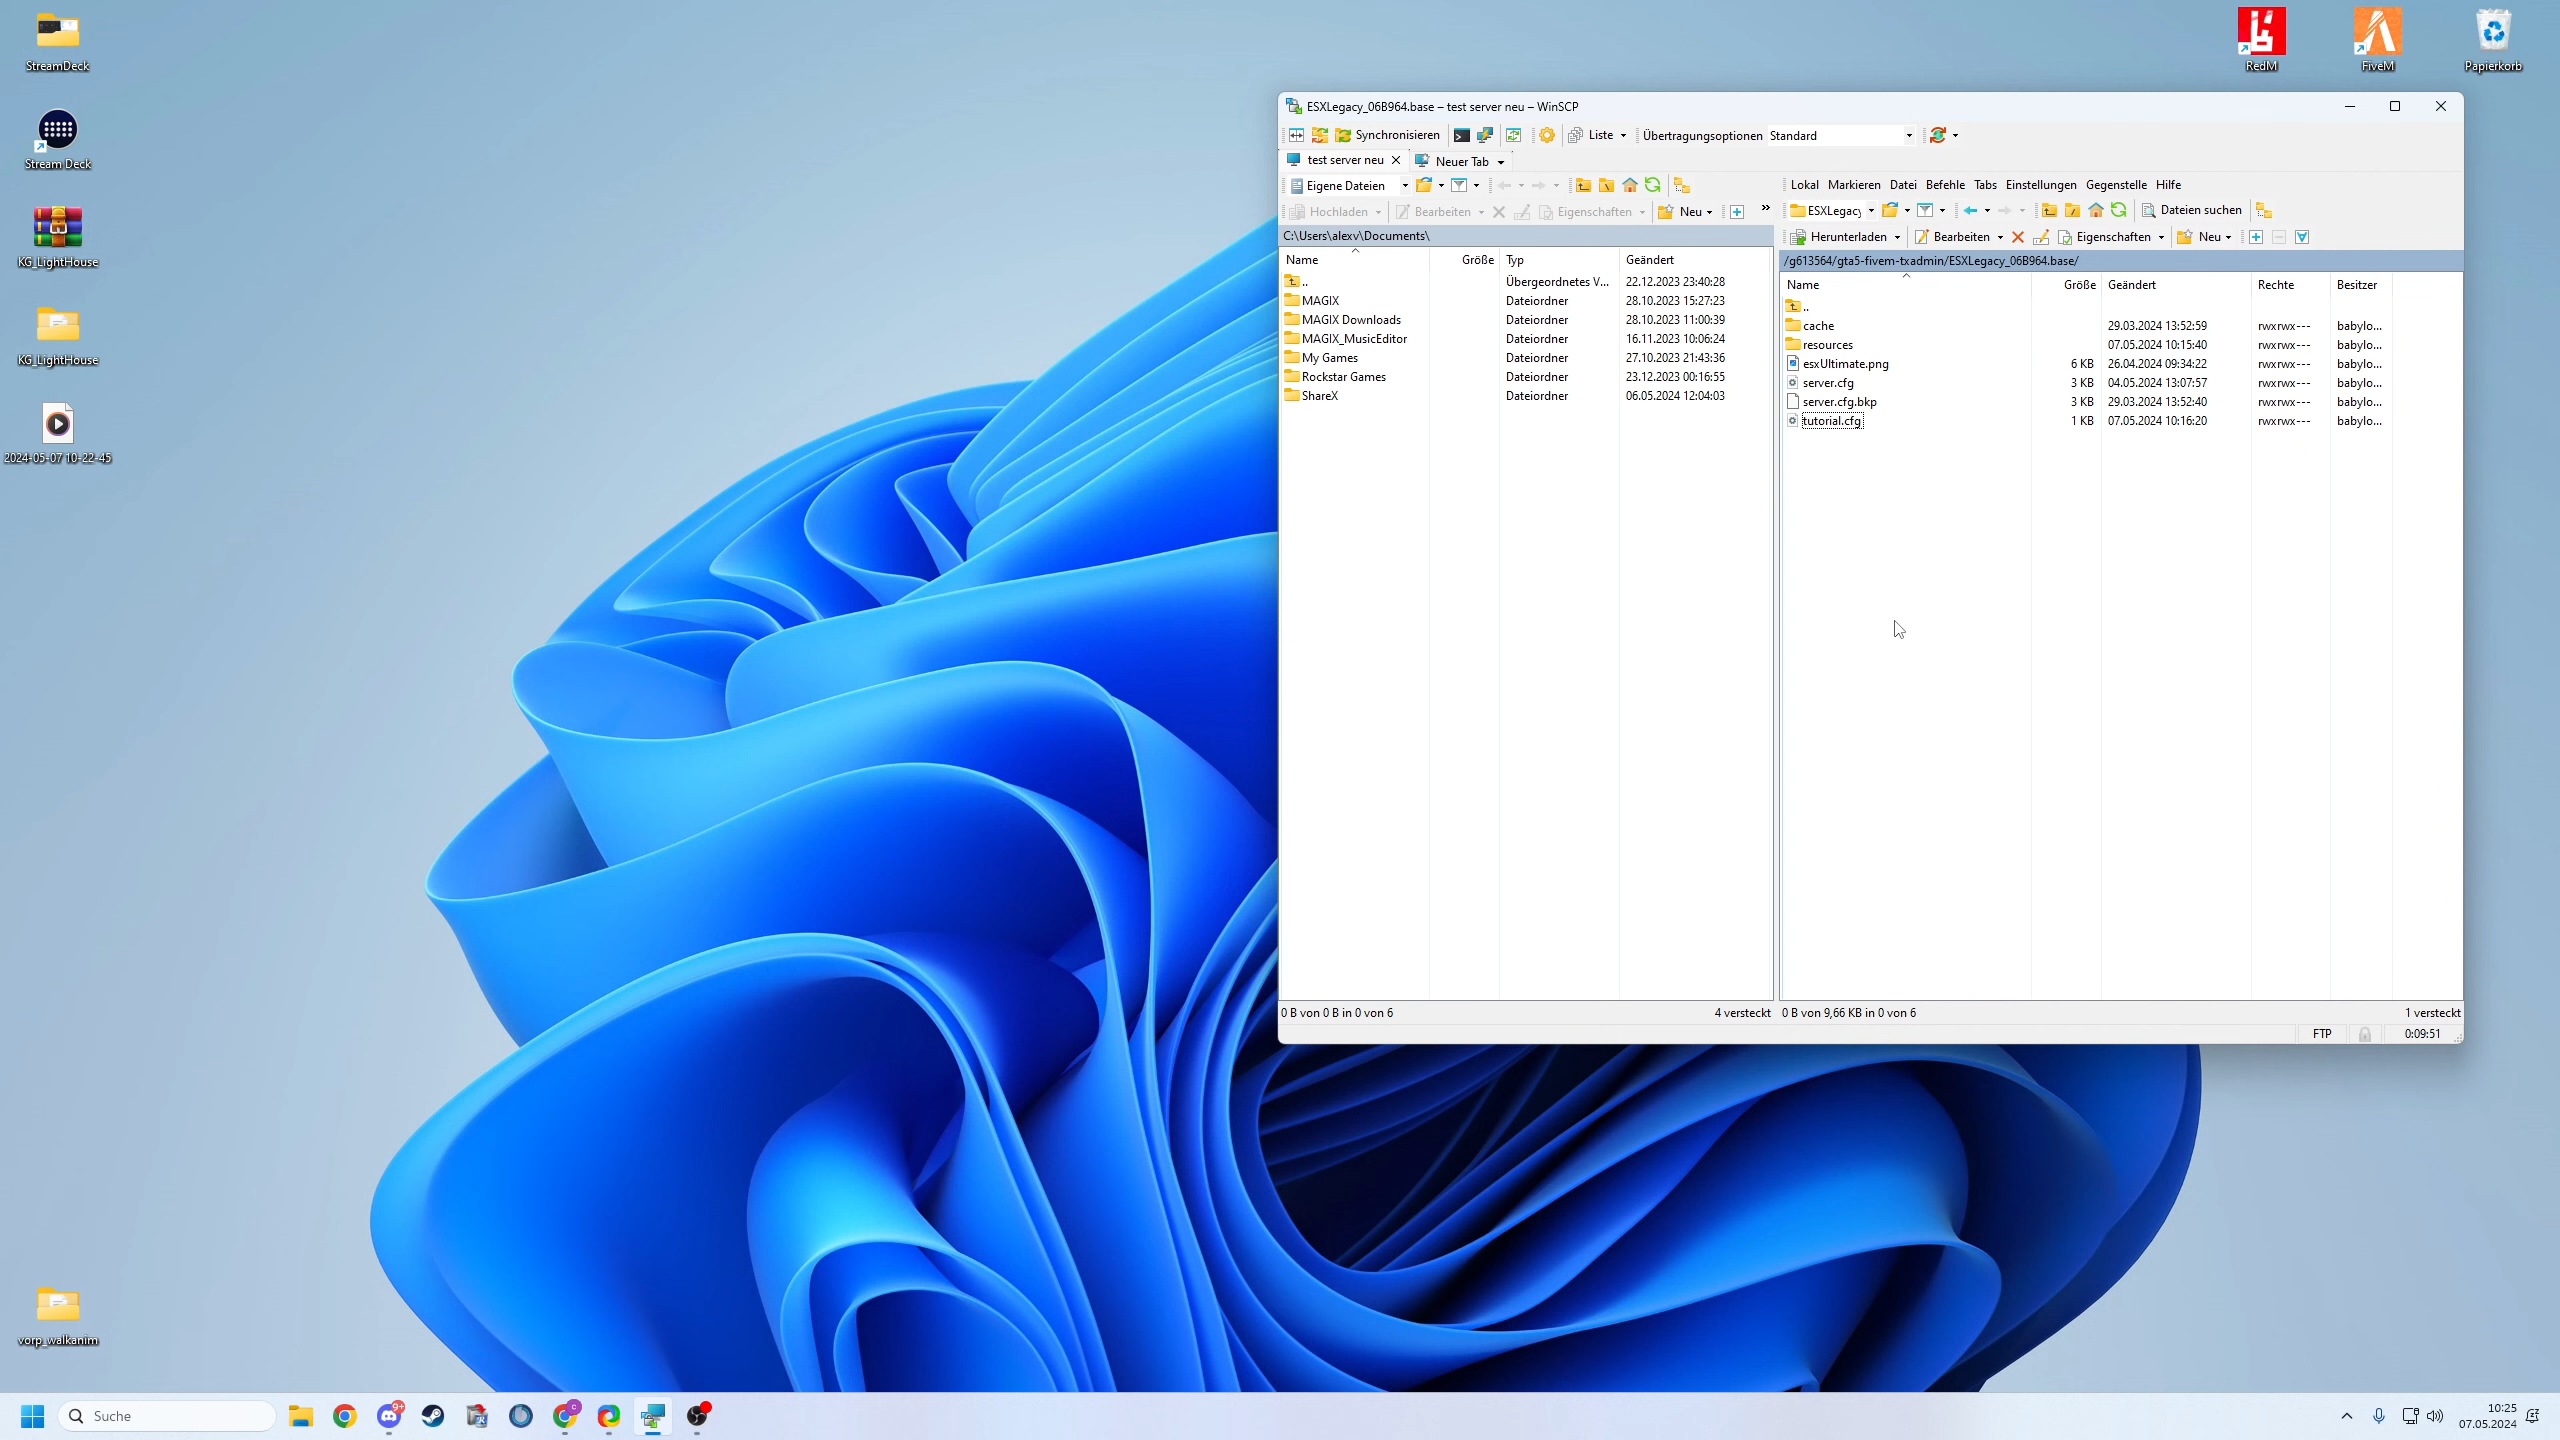 StreamDeck
Stream Deck
KG_LightHouse
KG_LightHouse
2024-05-07 10-22-45
vorp_walkanim
RedM
FiveM
Papierkorb
ESXLegacy_06B964.base – test server neu – WinSCP
Synchronisieren
Liste
Übertragungsoptionen Standard
test server neu
Neuer Tab
Eigene Dateien
Hochladen
Bearbeiten
Eigenschaften
Neu
»
C:\Users\alexv\Documents\
Name Größe Typ Geändert
.. Übergeordnetes V... 22.12.2023 23:40:28
MAGIX Dateiordner 28.10.2023 15:27:23
MAGIX Downloads Dateiordner 28.10.2023 11:00:39
MAGIX_MusicEditor Dateiordner 16.11.2023 10:06:24
My Games Dateiordner 27.10.2023 21:43:36
Rockstar Games Dateiordner 23.12.2023 00:16:55
ShareX Dateiordner 06.05.2024 12:04:03
0 B von 0 B in 0 von 6 4 versteckt
Lokal Markieren Datei Befehle Tabs Einstellungen Gegenstelle Hilfe
ESXLegacy
Dateien suchen
Herunterladen
Bearbeiten
Eigenschaften
Neu
/g613564/gta5-fivem-txadmin/ESXLegacy_06B964.base/
Name Größe Geändert Rechte Besitzer
..
cache 29.03.2024 13:52:59 rwxrwx--- babylo...
resources 07.05.2024 10:15:40 rwxrwx--- babylo...
esxUltimate.png 6 KB 26.04.2024 09:34:22 rwxrwx--- babylo...
server.cfg 3 KB 04.05.2024 13:07:57 rwxrwx--- babylo...
server.cfg.bkp 3 KB 29.03.2024 13:52:40 rwxrwx--- babylo...
tutorial.cfg 1 KB 07.05.2024 10:16:20 rwxrwx--- babylo...
0 B von 9,66 KB in 0 von 6 1 versteckt
FTP
0:09:51
Suche
9+
c
10:25
07.05.2024